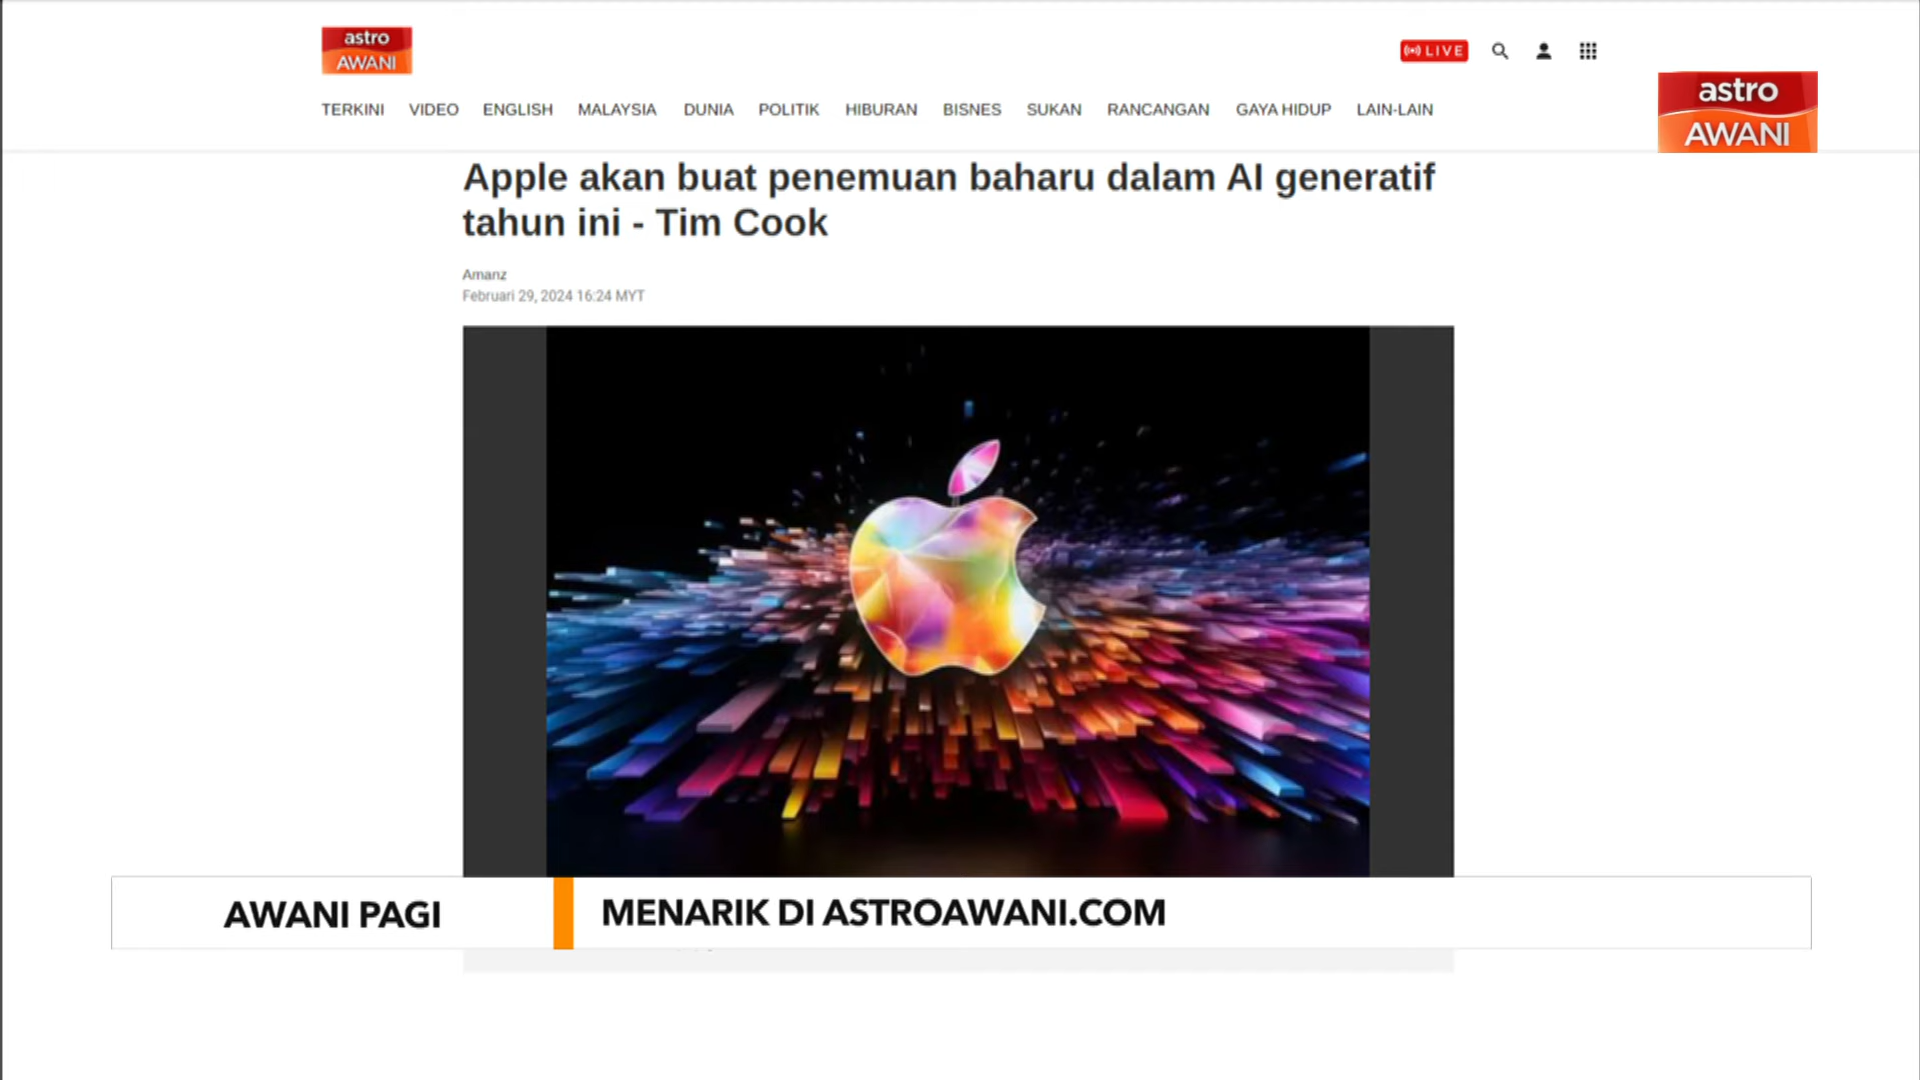 astro
AWANI
LIVE
astro
AWANI
TERKINI VIDEO ENGLISH MALAYSIA DUNIA POLITIK HIBURAN BISNES SUKAN RANCANGAN GAYA HIDUP LAIN-LAIN
Apple akan buat penemuan baharu dalam AI generatif
tahun ini - Tim Cook
Amanz
Februari 29, 2024 16:24 MYT
AWANI PAGI
MENARIK DI ASTROAWANI.COM